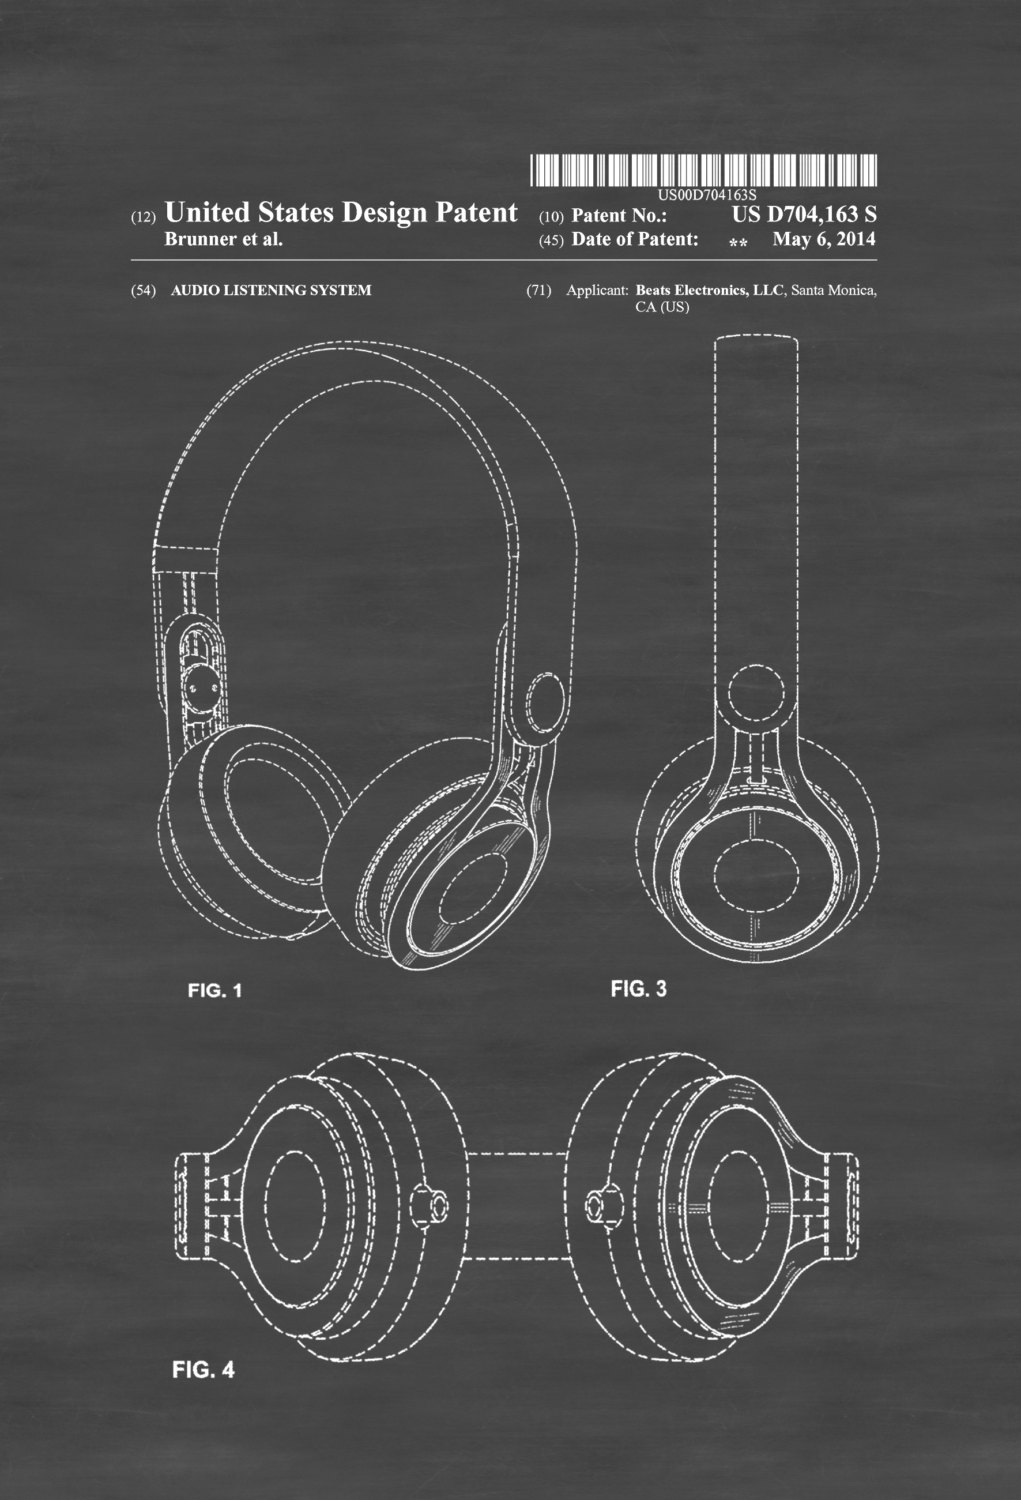 US00D704163S
(12) United States Design Patent (10) Patent No.: US D704,163 S
Brunner et al. (45) Date of Patent: ** May 6, 2014
(54) AUDIO LISTENING SYSTEM (71) Applicant: Beats Electronics, LLC, Santa Monica,
CA (US)
FIG. 1
FIG. 3
FIG. 4